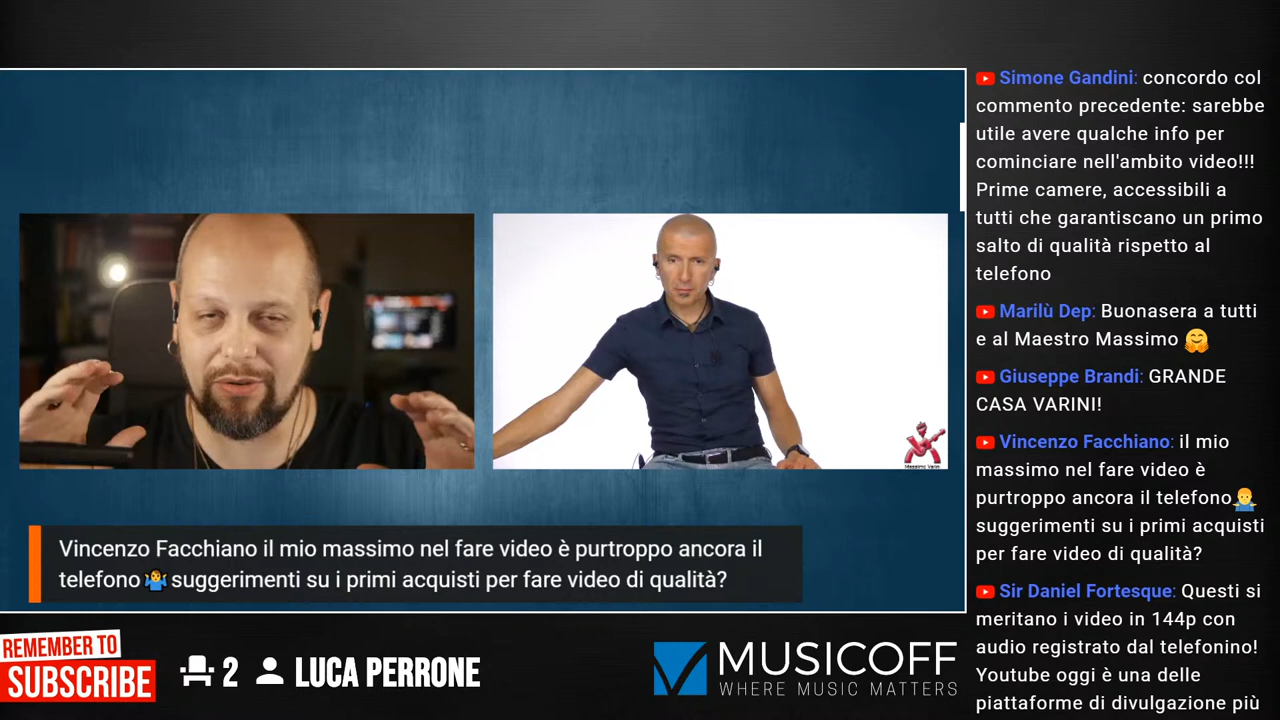 Simone Gandini: concordo col
commento precedente: sarebbe
utile avere qualche info per
cominciare nell'ambito video!!!
Prime camere, accessibili a
tutti che garantiscano un primo
salto di qualità rispetto al
telefono
Marilù Dep: Buonasera a tutti
e al Maestro Massimo 🤗
Giuseppe Brandi: GRANDE
CASA VARINI!
Vincenzo Facchiano: il mio
massimo nel fare video è
purtroppo ancora il telefono🤷‍♂️
suggerimenti su i primi acquisti
per fare video di qualità?
Sir Daniel Fortesque: Questi si
meritano i video in 144p con
audio registrato dal telefonino!
Youtube oggi è una delle
piattaforme di divulgazione più
Massimo Varini
Vincenzo Facchiano il mio massimo nel fare video è purtroppo ancora il
telefono🤷‍♂️suggerimenti su i primi acquisti per fare video di qualità?
REMEMBER TO
SUBSCRIBE
2 LUCA PERRONE
MUSICOFF
WHERE MUSIC MATTERS